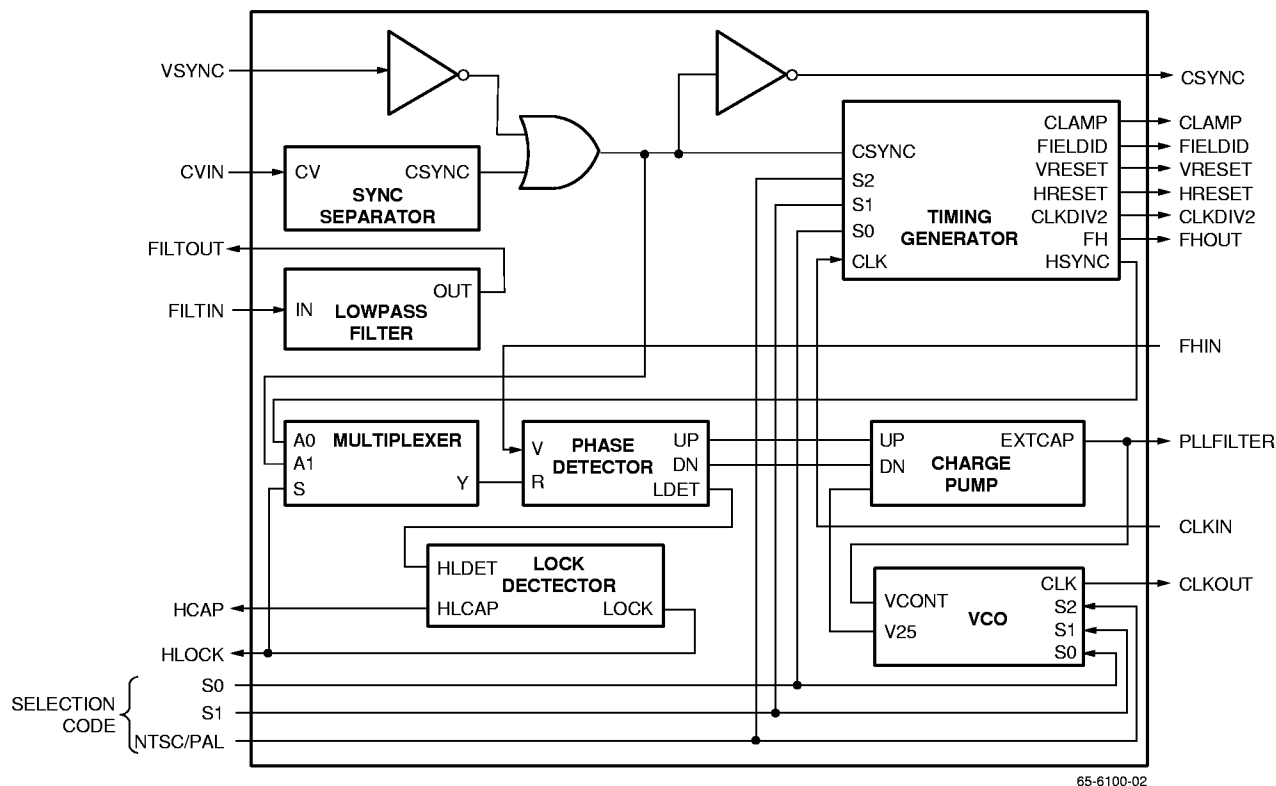 VSYNC
CSYNC
CVIN
CV
CSYNC
SYNC
SEPARATOR
CSYNC
S2
S1
S0
CLK
TIMING
GENERATOR
CLAMP
FIELDID
VRESET
HRESET
CLKDIV2
FH
HSYNC
CLAMP
FIELDID
VRESET
HRESET
CLKDIV2
FHOUT
FILTOUT
FILTIN
IN
OUT
LOWPASS
FILTER
FHIN
A0
A1
S
MULTIPLEXER
Y
V
R
PHASE
DETECTOR
UP
DN
LDET
UP
DN
EXTCAP
CHARGE
PUMP
PLLFILTER
CLKIN
HLDET
HLCAP
LOCK
DECTECTOR
LOCK
VCONT
V25
VCO
CLK
S2
S1
S0
CLKOUT
HCAP
HLOCK
SELECTION
CODE
S0
S1
NTSC/PAL
65-6100-02